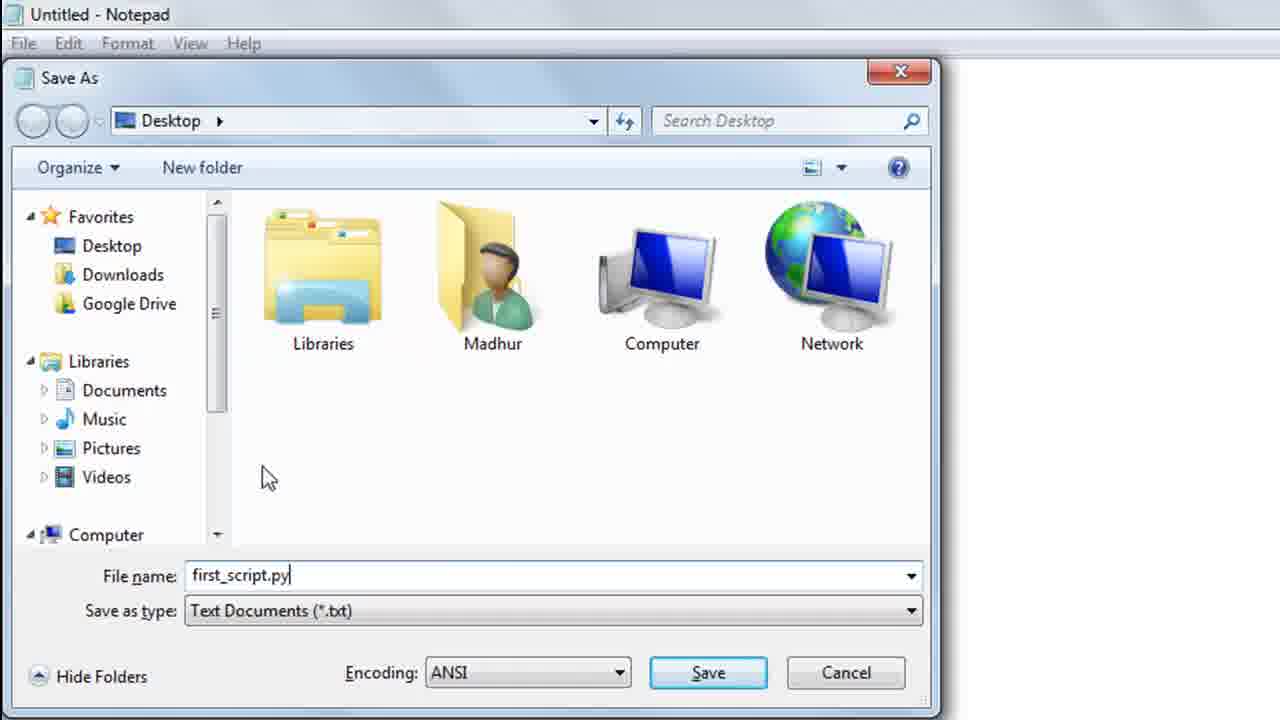 Untitled - Notepad
File Edit Format View Help
Save As
Desktop
Search Desktop
Organize New folder
Favorites
Desktop
Downloads
Google Drive
Libraries
Documents
Music
Pictures
Videos
Computer
Libraries Madhur Computer Network
File name: first_script.py
Save as type: Text Documents (*.txt)
Hide Folders Encoding: ANSI Save Cancel